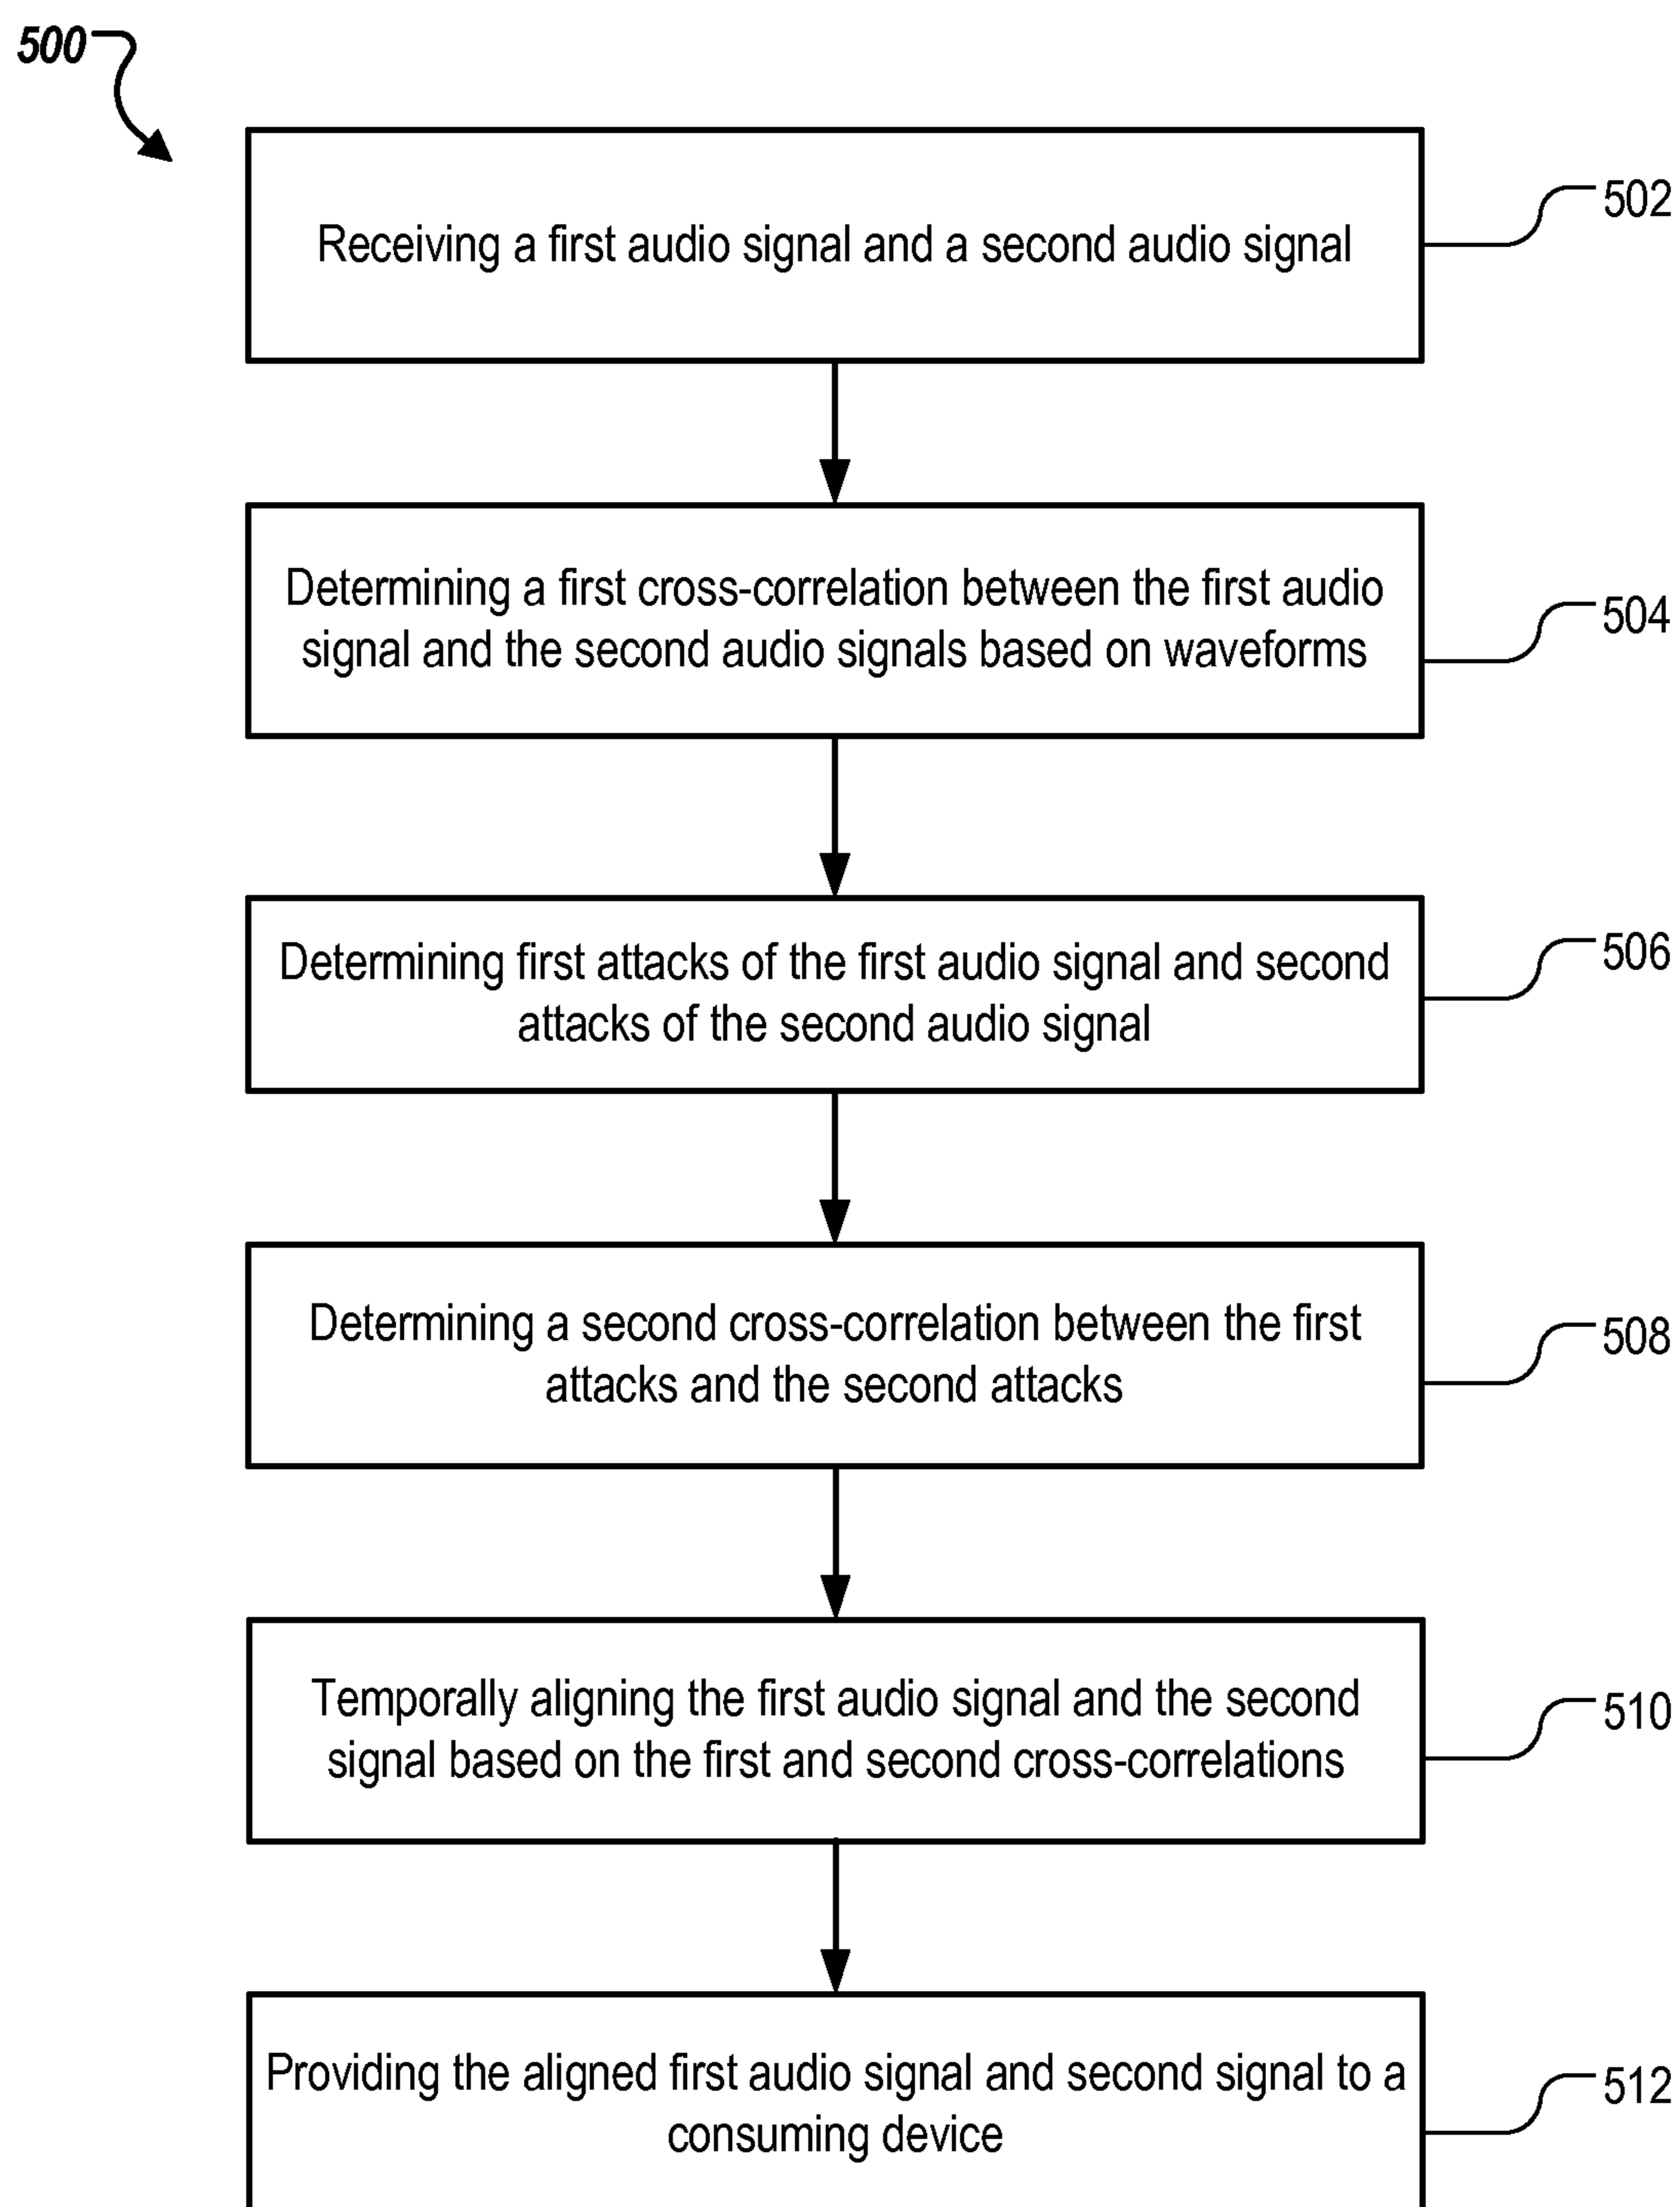 500
Receiving a first audio signal and a second audio signal
502
Determining a first cross-correlation between the first audio
signal and the second audio signals based on waveforms
504
Determining first attacks of the first audio signal and second
attacks of the second audio signal
506
Determining a second cross-correlation between the first
attacks and the second attacks
508
Temporally aligning the first audio signal and the second
signal based on the first and second cross-correlations
510
Providing the aligned first audio signal and second signal to a
consuming device
512